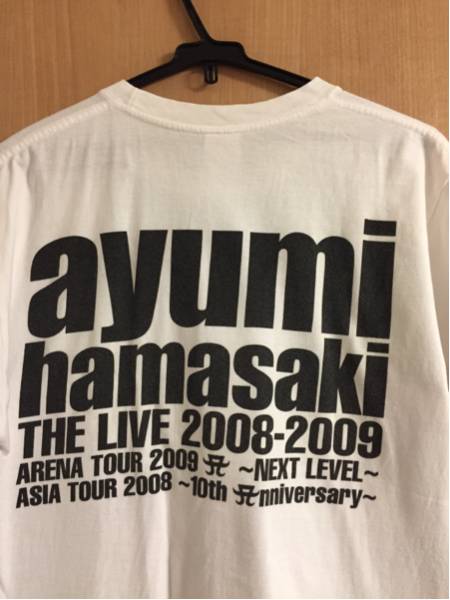 ayumi
hamasaki
THE LIVE 2008-2009
ARENA TOUR 2009 A ~NEXT LEVEL~
ASIA TOUR 2008 ~10th Anniversary~